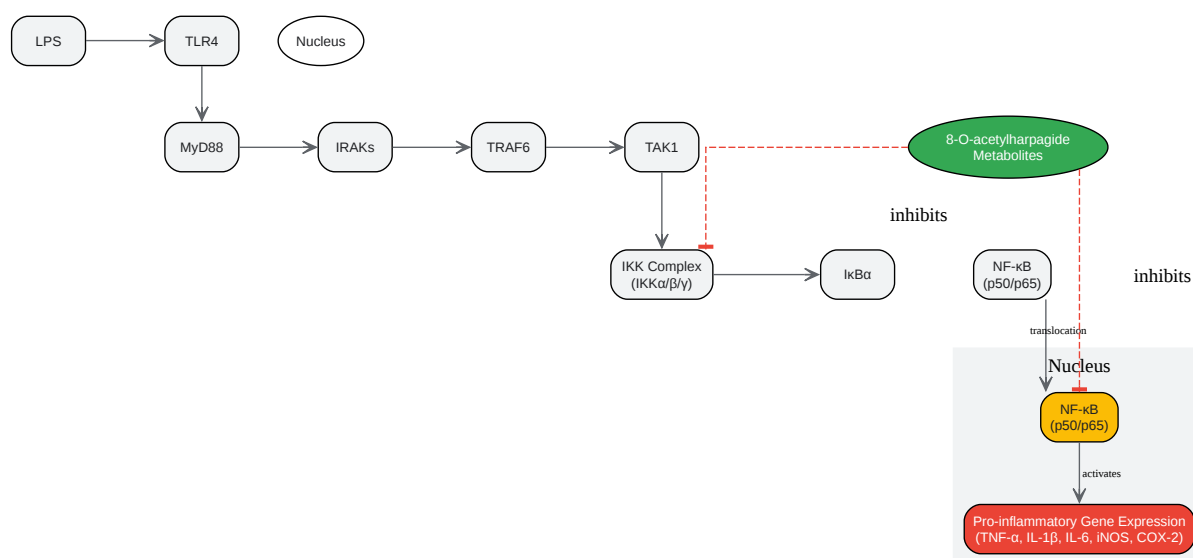 LPS
TLR4
Nucleus
MyD88
IRAKs
TRAF6
TAK1
8-O-acetylharpagide
Metabolites
inhibits
IKK Complex
(IKKα/β/γ)
IκBα
NF-κB
(p50/p65)
inhibits
translocation
Nucleus
NF-κB
(p50/p65)
activates
Pro-inflammatory Gene Expression
(TNF-α, IL-1β, IL-6, iNOS, COX-2)